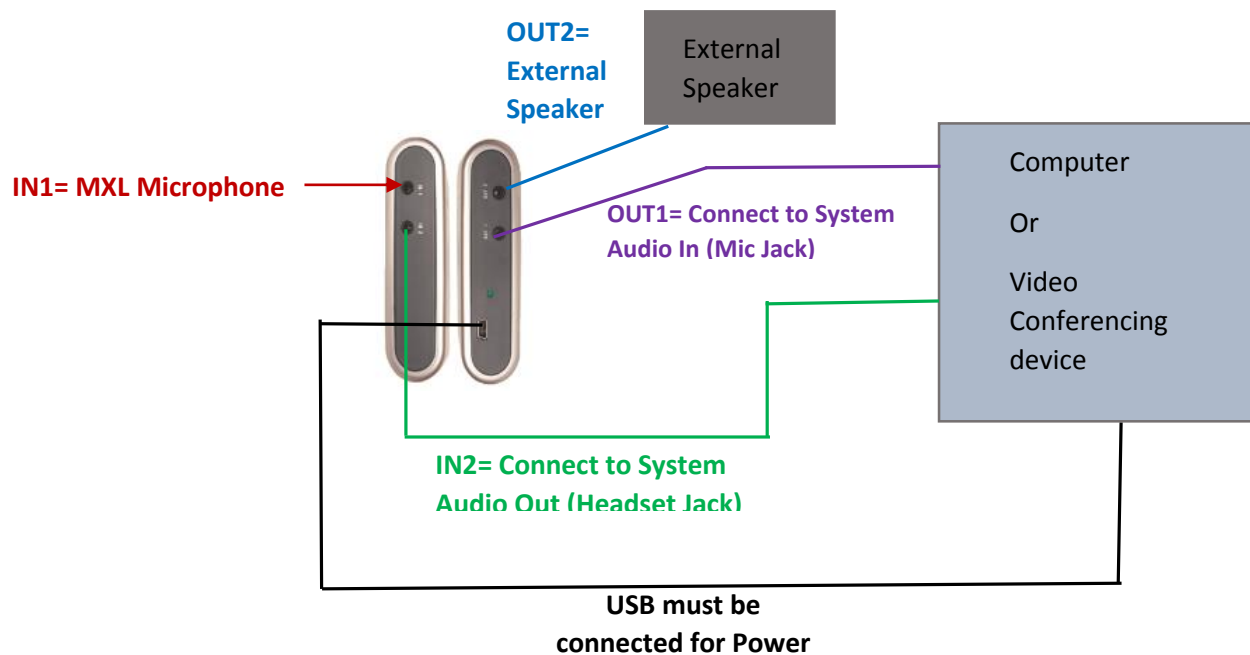 OUT2=
External
Speaker
External
Speaker
IN1= MXL Microphone
OUT1= Connect to System
Audio In (Mic Jack)
Computer
Or
Video
Conferencing
device
IN2= Connect to System
Audio Out (Headset Jack)
USB must be
connected for Power